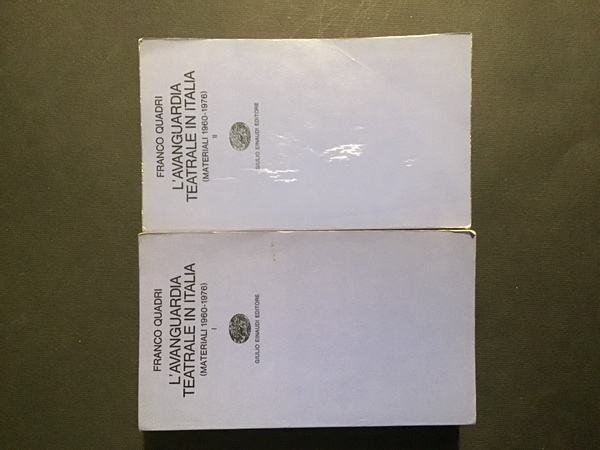 FRANCO QUADRI
L'AVANGUARDIA
TEATRALE IN ITALIA
(MATERIALI 1960-1976)
I
GIULIO EINAUDI EDITORE
FRANCO QUADRI
L'AVANGUARDIA
TEATRALE IN ITALIA
(MATERIALI 1960-1976)
II
GIULIO EINAUDI EDITORE